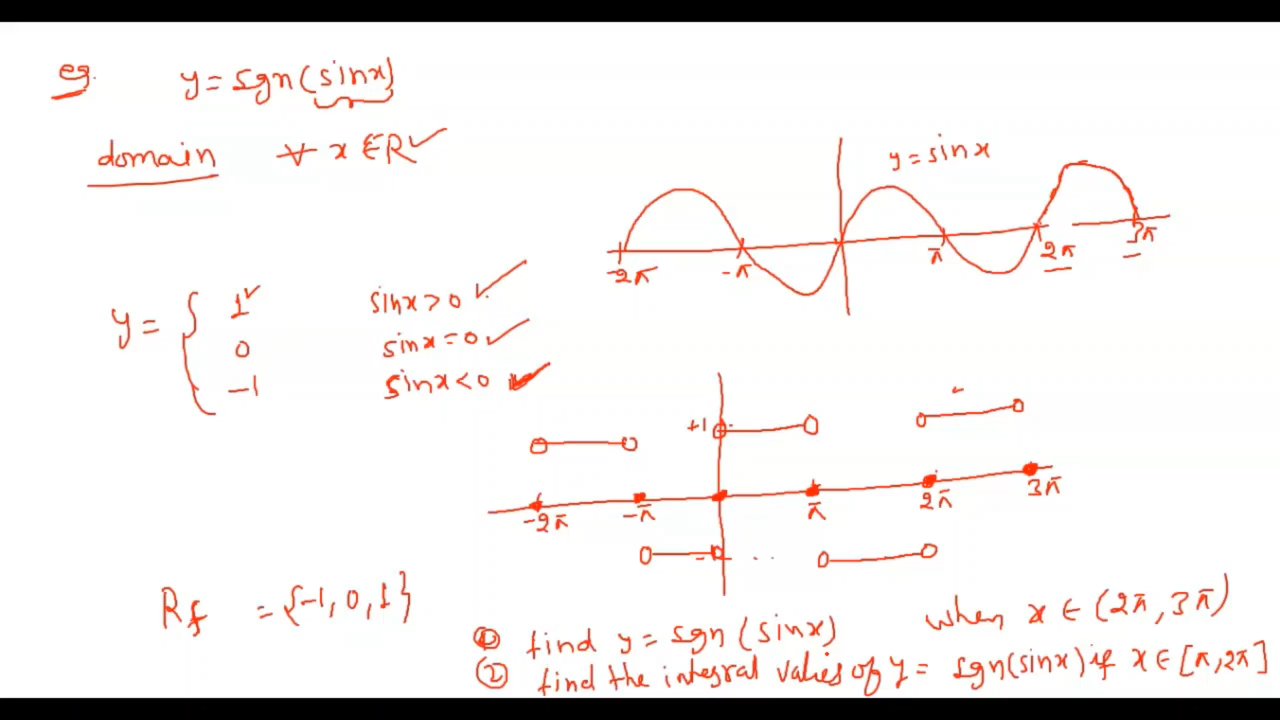 eg. y = sgn(sinx)
domain ∀ x ∈ R ✓
y = sinx
-2π -π π 2π 3π
y = { 1 ✓ sinx > 0 ✓
0 sinx = 0 ✓
-1 sinx < 0 ✓
+1
-2π -π π 2π 3π
-1
Rf = {-1, 0, 1}
① find y = sgn (sinx) when x ∈ (2π, 3π)
② find the integral values of y = sgn(sinx) if x ∈ [π, 2π]